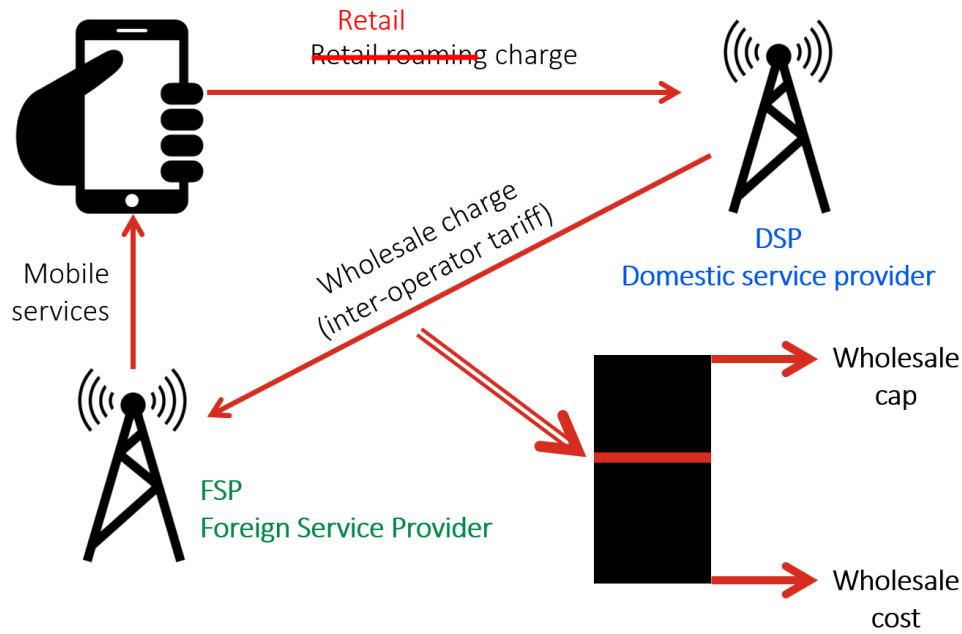 Retail
Retail roaming charge
Wholesale charge
(inter-operator tariff)
DSP
Domestic service provider
Mobile
services
Wholesale
cap
FSP
Foreign Service Provider
Wholesale
cost